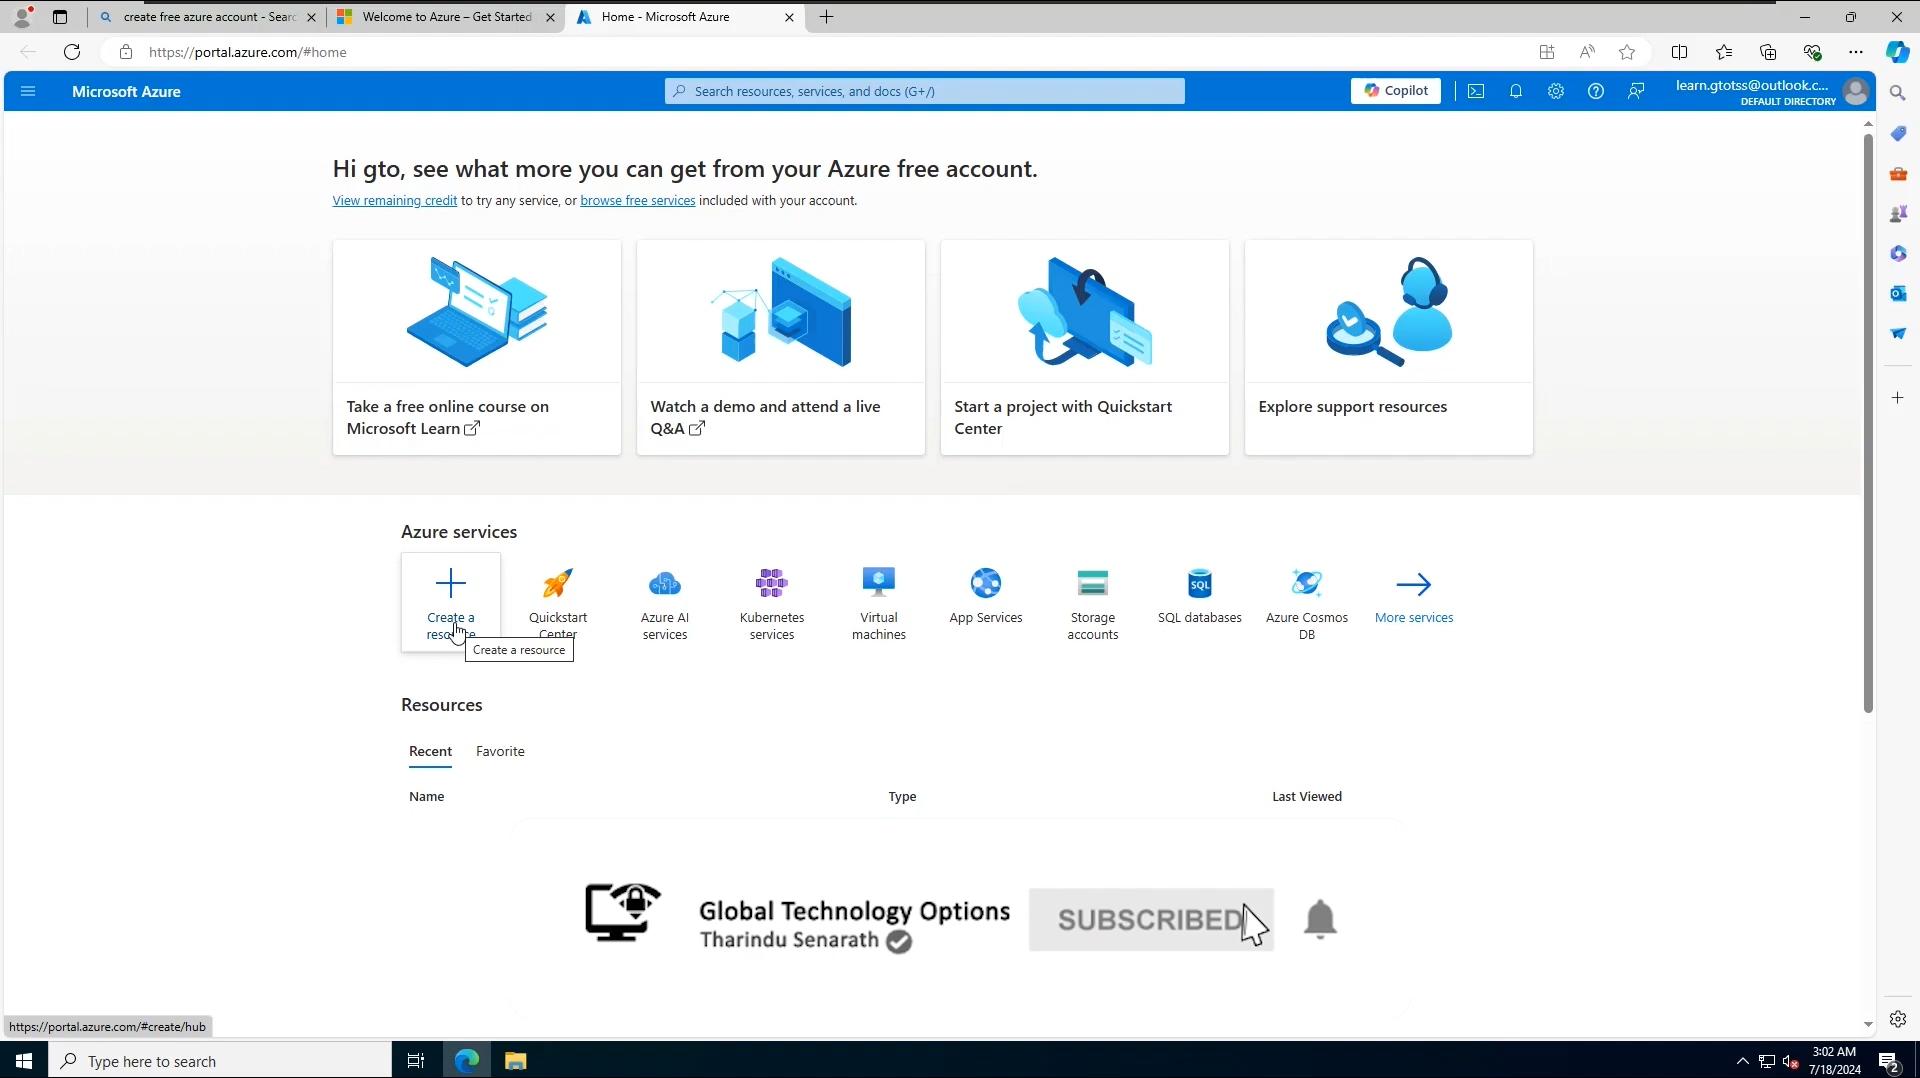 create free azure account - Sear
Welcome to Azure – Get Started
Home - Microsoft Azure
https://portal.azure.com/#home
Microsoft Azure
Search resources, services, and docs (G+/)
Copilot
learn.gtotss@outlook.c...
DEFAULT DIRECTORY
Hi gto, see what more you can get from your Azure free account.
View remaining credit to try any service, or browse free services included with your account.
Take a free online course on
Microsoft Learn
Watch a demo and attend a live
Q&A
Start a project with Quickstart
Center
Explore support resources
Azure services
Create a
resource
Quickstart
Center
Azure AI
services
Kubernetes
services
Virtual
machines
App Services
Storage
accounts
SQL
SQL databases
Azure Cosmos
DB
More services
Create a resource
Resources
Recent
Favorite
Name
Type
Last Viewed
Global Technology Options
Tharindu Senarath
SUBSCRIBED
https://portal.azure.com/#create/hub
Type here to search
3:02 AM
7/18/2024
2